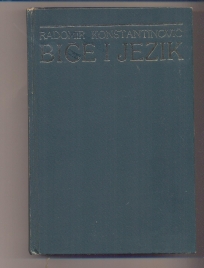 RADOMIR KONSTANTINOVIĆ
BIĆE I JEZIK